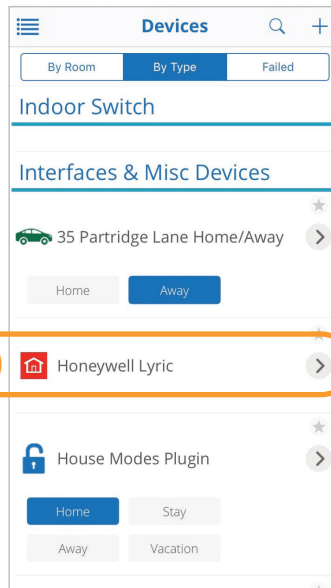 Devices
By Room By Type Failed
Indoor Switch
Interfaces & Misc Devices
35 Partridge Lane Home/Away
Home Away
Honeywell Lyric
House Modes Plugin
Home Stay
Away Vacation